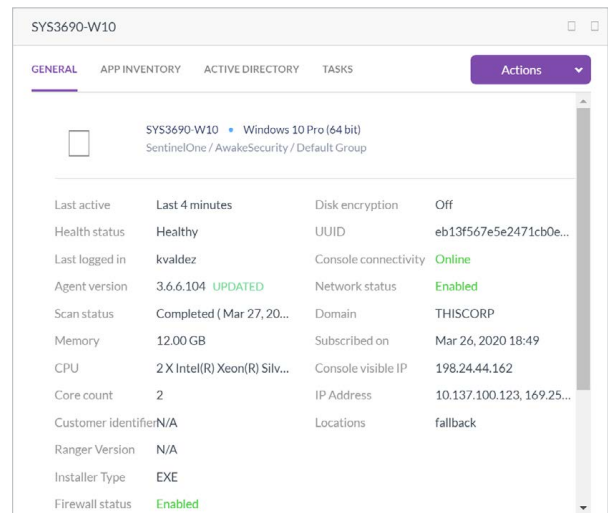 SYS3690-W10
GENERAL APP INVENTORY ACTIVE DIRECTORY TASKS Actions
SYS3690-W10 • Windows 10 Pro (64 bit)
SentinelOne / AwakeSecurity / Default Group
Last active Last 4 minutes Disk encryption Off
Health status Healthy UUID eb13f567e5e2471cb0e...
Last logged in kvaldez Console connectivity Online
Agent version 3.6.6.104 UPDATED Network status Enabled
Scan status Completed ( Mar 27, 20... Domain THISCORP
Memory 12.00 GB Subscribed on Mar 26, 2020 18:49
CPU 2 X Intel(R) Xeon(R) Silv... Console visible IP 198.24.44.162
Core count 2 IP Address 10.137.100.123, 169.25...
Customer identifier N/A Locations fallback
Ranger Version N/A
Installer Type EXE
Firewall status Enabled